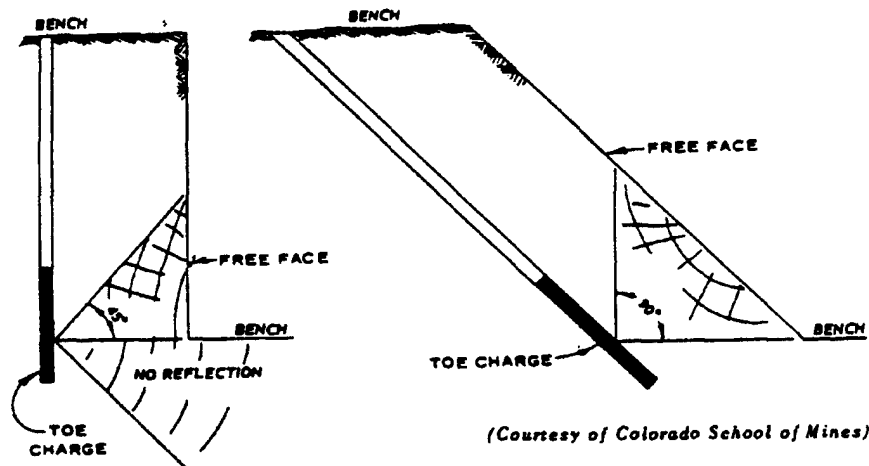 BENCH
FREE FACE
45°
BENCH
NO REFLECTION
TOE
CHARGE
BENCH
FREE FACE
90°
BENCH
TOE CHARGE
(Courtesy of Colorado School of Mines)